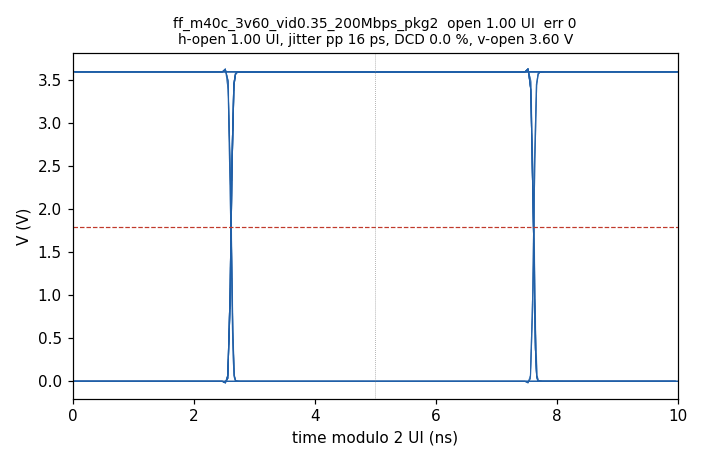 ff_m40c_3v60_vid0.35_200Mbps_pkg2  open 1.00 UI  err 0
h-open 1.00 UI, jitter pp 16 ps, DCD 0.0 %, v-open 3.60 V
3.5
3.0
2.5
2.0
1.5
1.0
0.5
0.0
V (V)
0 2 4 6 8 10
time modulo 2 UI (ns)